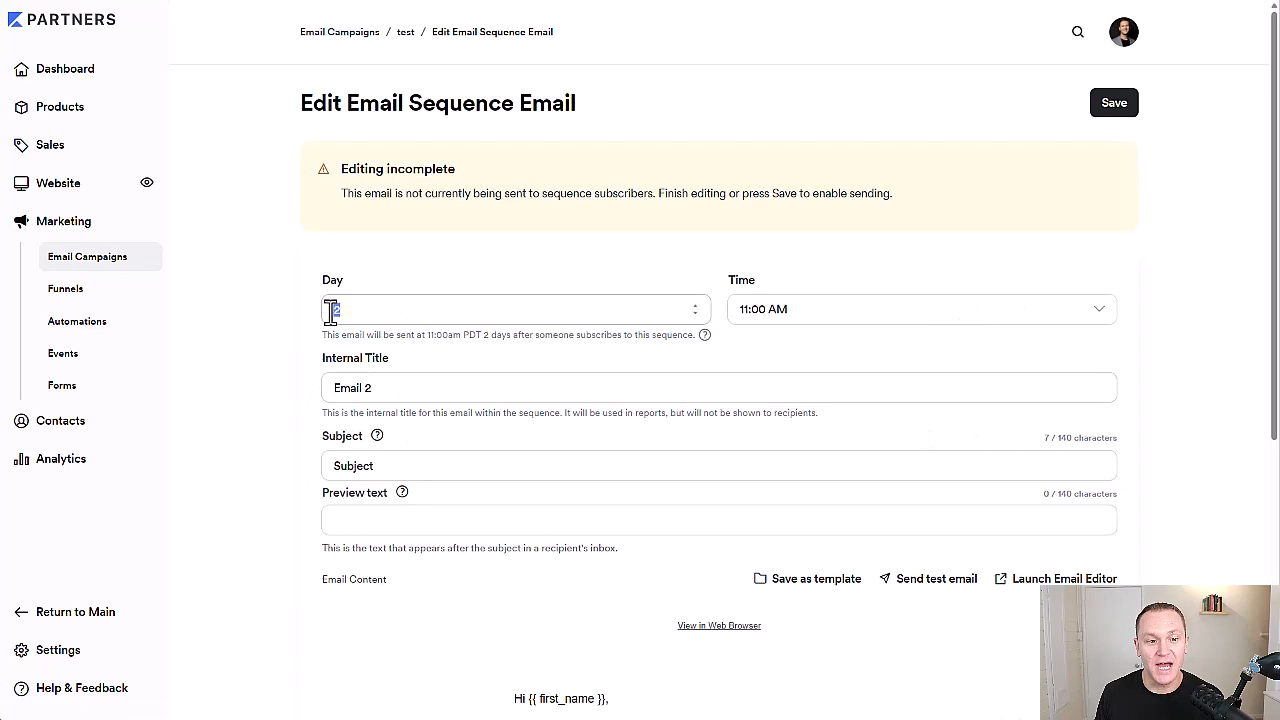 PARTNERS
Email Campaigns / test / Edit Email Sequence Email
Dashboard
Products
Sales
Website
Marketing
Email Campaigns
Funnels
Automations
Events
Forms
Contacts
Analytics
Return to Main
Settings
Help & Feedback
Edit Email Sequence Email
Save
Editing incomplete
This email is not currently being sent to sequence subscribers. Finish editing or press Save to enable sending.
Day
Time
2
11:00 AM
This email will be sent at 11:00am PDT 2 days after someone subscribes to this sequence.
Internal Title
Email 2
This is the internal title for this email within the sequence. It will be used in reports, but will not be shown to recipients.
Subject
7 / 140 characters
Subject
Preview text
0 / 140 characters
This is the text that appears after the subject in a recipient's inbox.
Email Content
Save as template
Send test email
Launch Email Editor
View in Web Browser
Hi {{ first_name }},